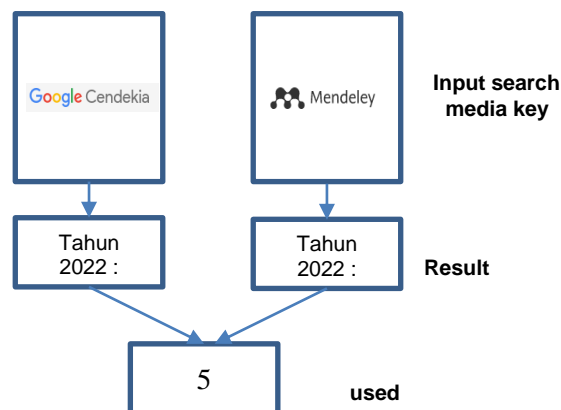 Google Cendekia
Mendeley
Input search
media key
Tahun
2022 :
Tahun
2022 :
Result
5
used